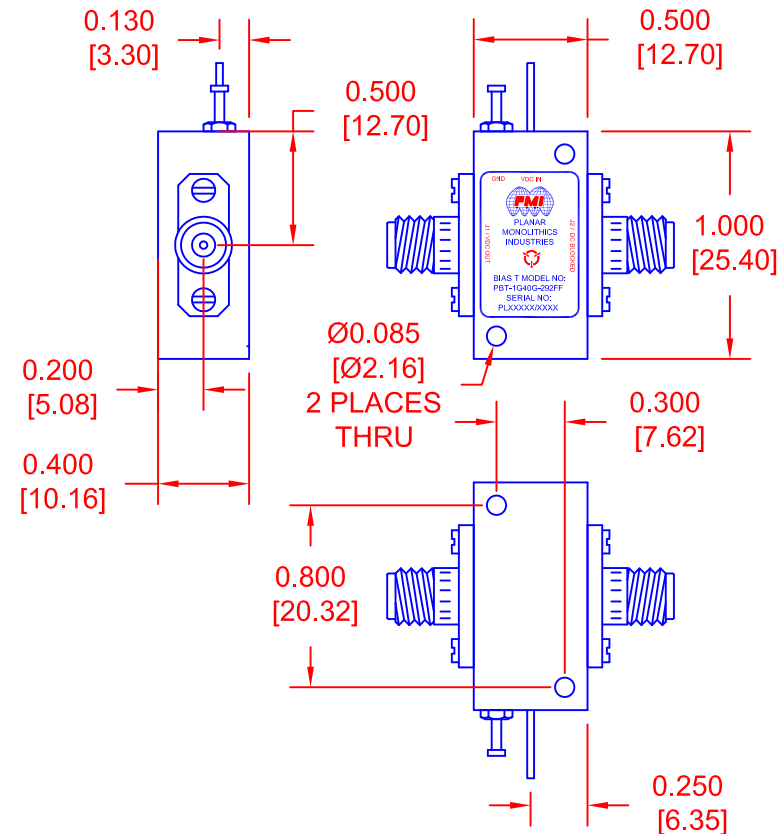 0.130
[3.30]
0.500
[12.70]
0.500
[12.70]
1.000
[25.40]
GND VDC IN
PMI
PLANAR
MONOLITHICS
INDUSTRIES
J1 / VDC OUT
J2 / DC BLOCKED
BIAS T MODEL NO:
PBT-1G40G-292FF
SERIAL NO:
PLXXXXX/XXXX
Ø0.085
[Ø2.16]
2 PLACES
THRU
0.200
[5.08]
0.400
[10.16]
0.300
[7.62]
0.800
[20.32]
0.250
[6.35]